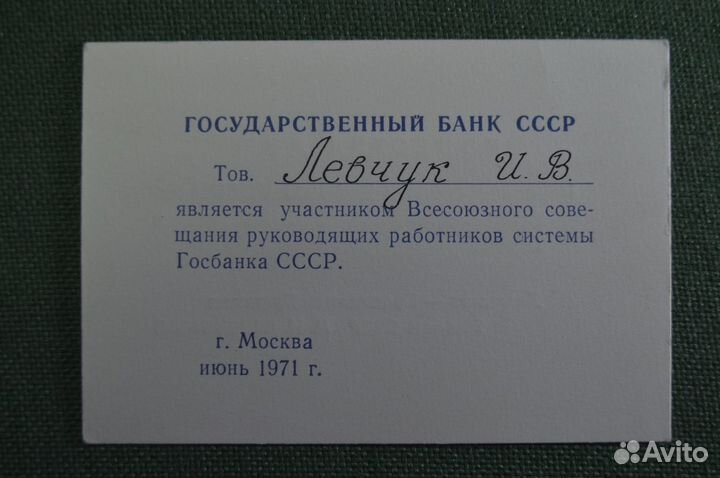 ГОСУДАРСТВЕННЫЙ БАНК СССР
Тов. Левчук И. В.
является участником Всесоюзного сове-
щания руководящих работников системы
Госбанка СССР.
г. Москва
июнь 1971 г.
Avito